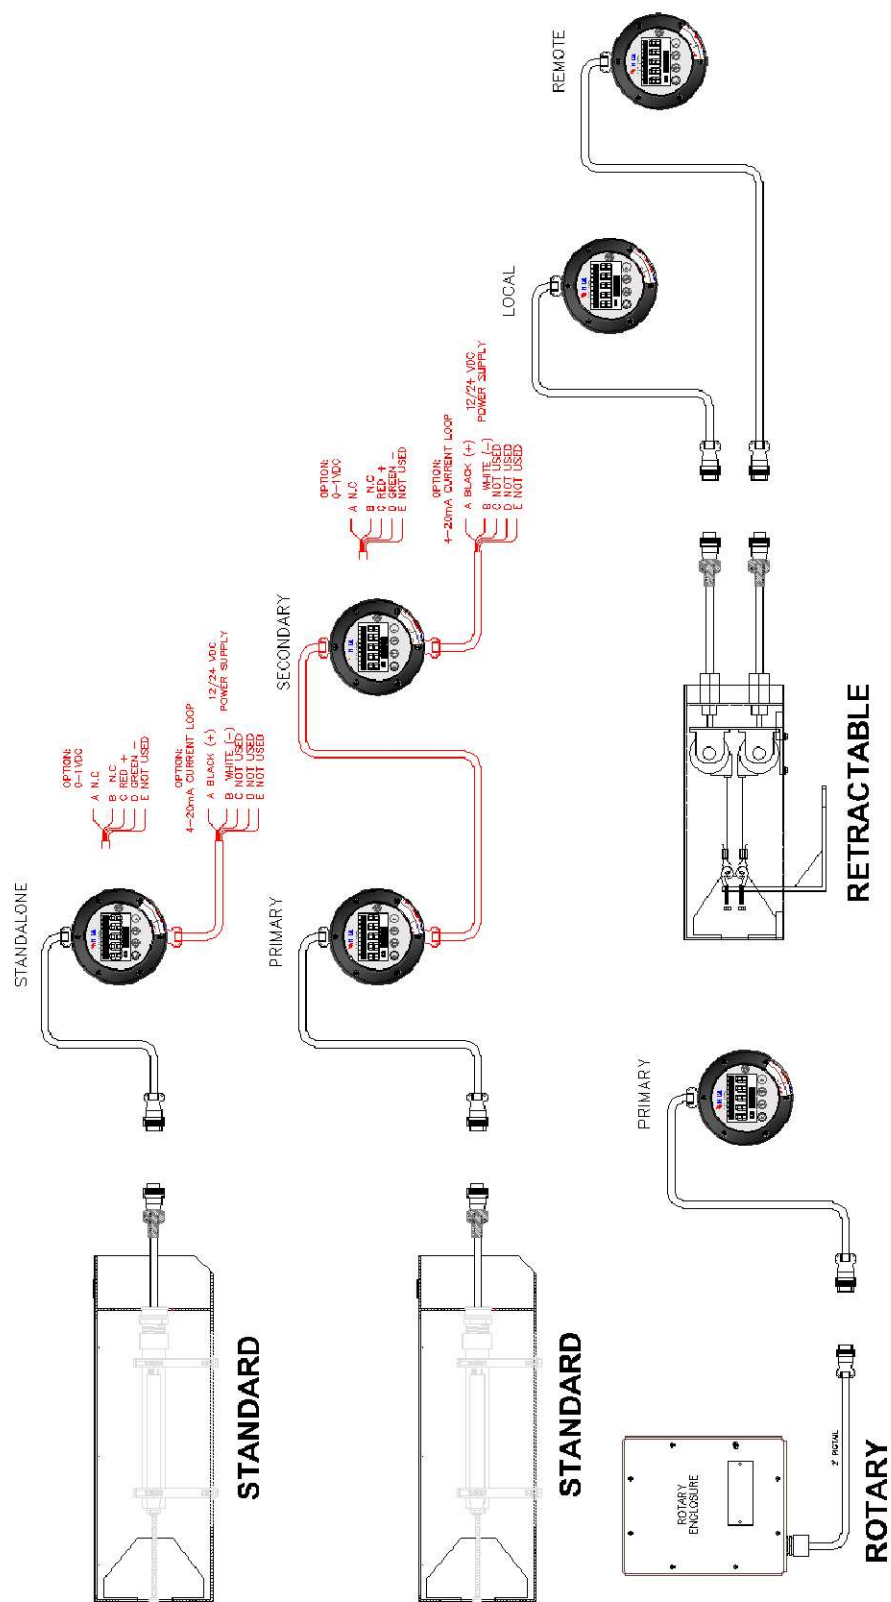 STANDALONE
OPTION:
0-1VDC
A N.C
B N.C
C RED +
D GREEN -
E NOT USED
OPTION:
4-20mA CURRENT LOOP
A BLACK (+)
12/24 VDC
POWER SUPPLY
B WHITE (-)
C NOT USED
D NOT USED
E NOT USED
STANDARD
PRIMARY
SECONDARY
OPTION:
0-1VDC
A N.C
B N.C
C RED +
D GREEN -
E NOT USED
OPTION:
4-20mA CURRENT LOOP
A BLACK (+)
12/24 VDC
POWER SUPPLY
B WHITE (-)
C NOT USED
D NOT USED
E NOT USED
STANDARD
LOCAL
REMOTE
RETRACTABLE
PRIMARY
ROTARY
ENCLOSURE
2" PIGTAIL
ROTARY